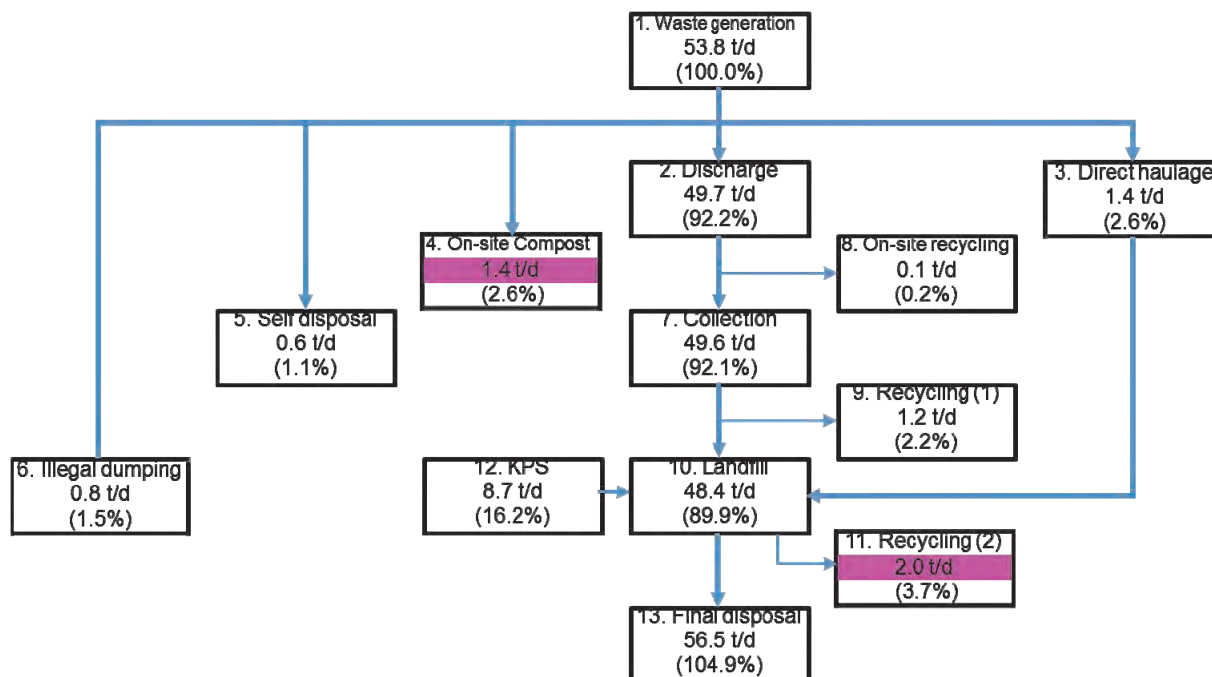 1. Waste generation
53.8 t/d
(100.0%)
2. Discharge
49.7 t/d
(92.2%)
3. Direct haulage
1.4 t/d
(2.6%)
4. On-site Compost
1.4 t/d
(2.6%)
8. On-site recycling
0.1 t/d
(0.2%)
5. Self disposal
0.6 t/d
(1.1%)
7. Collection
49.6 t/d
(92.1%)
9. Recycling (1)
1.2 t/d
(2.2%)
6. Illegal dumping
0.8 t/d
(1.5%)
12. KPS
8.7 t/d
(16.2%)
10. Landfill
48.4 t/d
(89.9%)
11. Recycling (2)
2.0 t/d
(3.7%)
13. Final disposal
56.5 t/d
(104.9%)